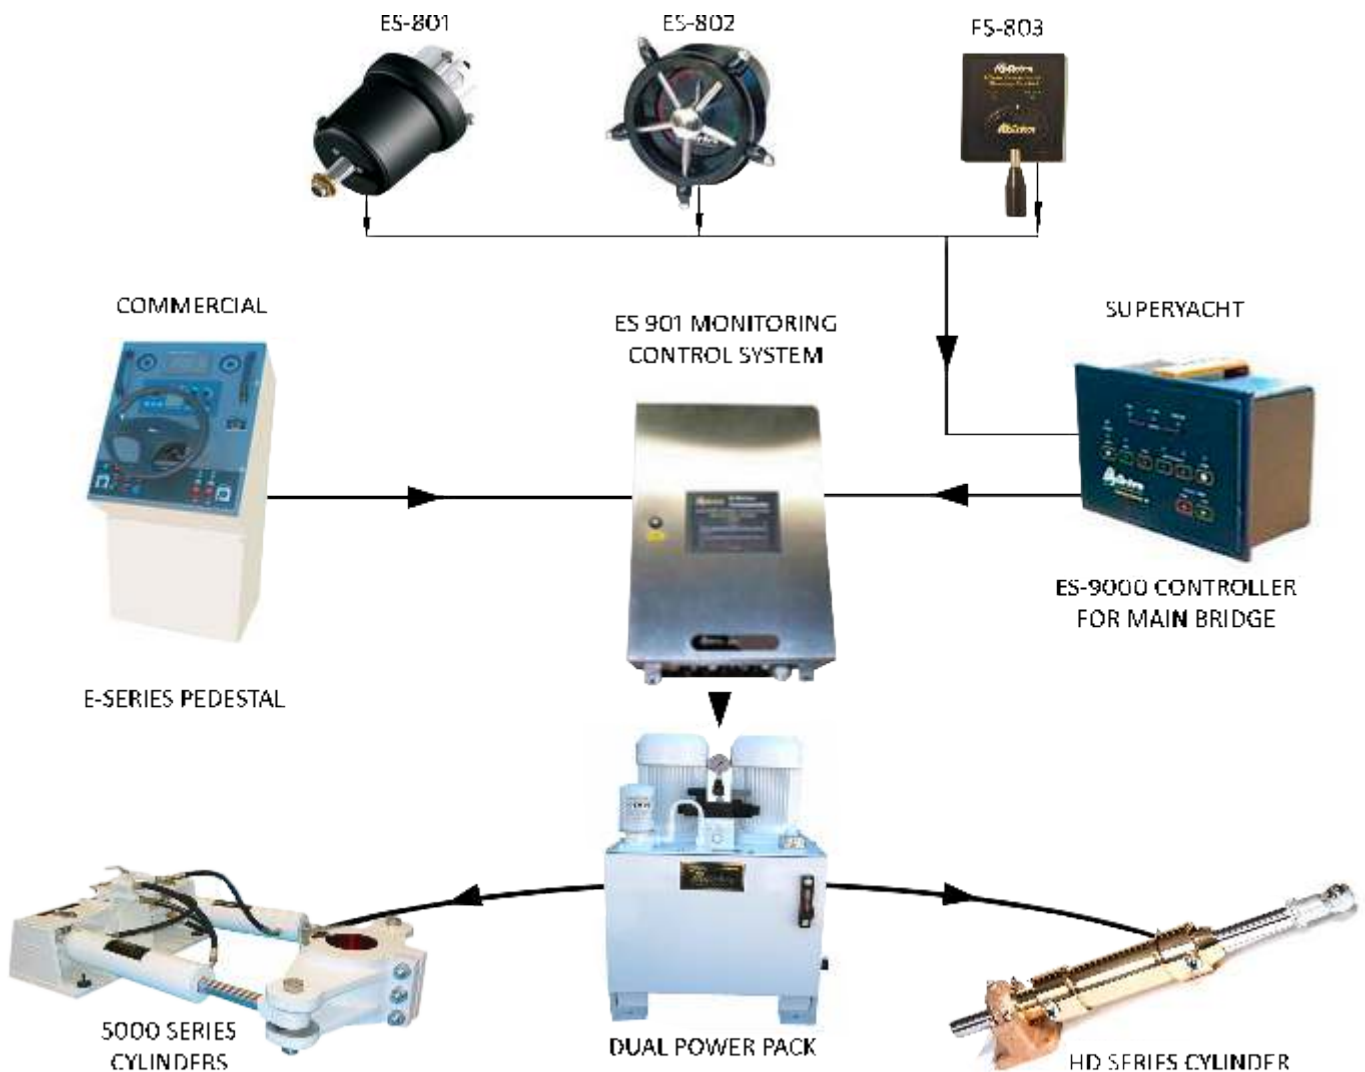 ES-801
ES-802
ES-803
COMMERCIAL
ES 901 MONITORING
CONTROL SYSTEM
SUPERYACHT
ES-9000 CONTROLLER
FOR MAIN BRIDGE
E-SERIES PEDESTAL
5000 SERIES
CYLINDERS
DUAL POWER PACK
HD SERIES CYLINDER